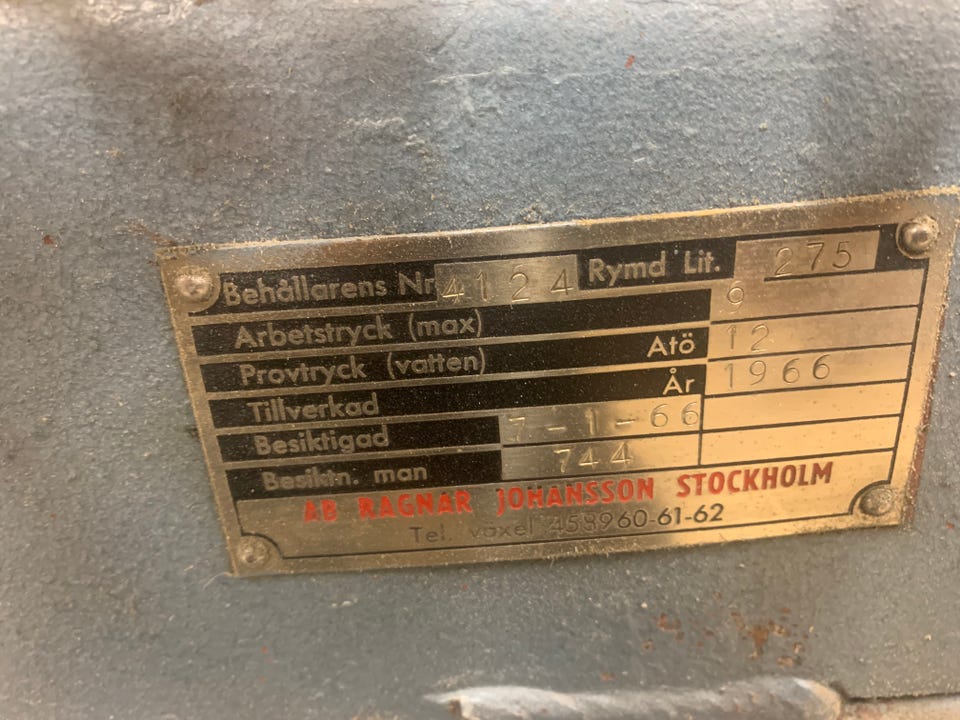 Behållarens Nr 4124 Rymd Lit. 275
Arbetstryck (max) 9
Provtryck (vatten) Atö 12
Tillverkad År 1966
Besiktigad 7-1-66
Besiktn. man 744
AB RAGNAR JOHANSSON STOCKHOLM
Tel. växel 458960-61-62